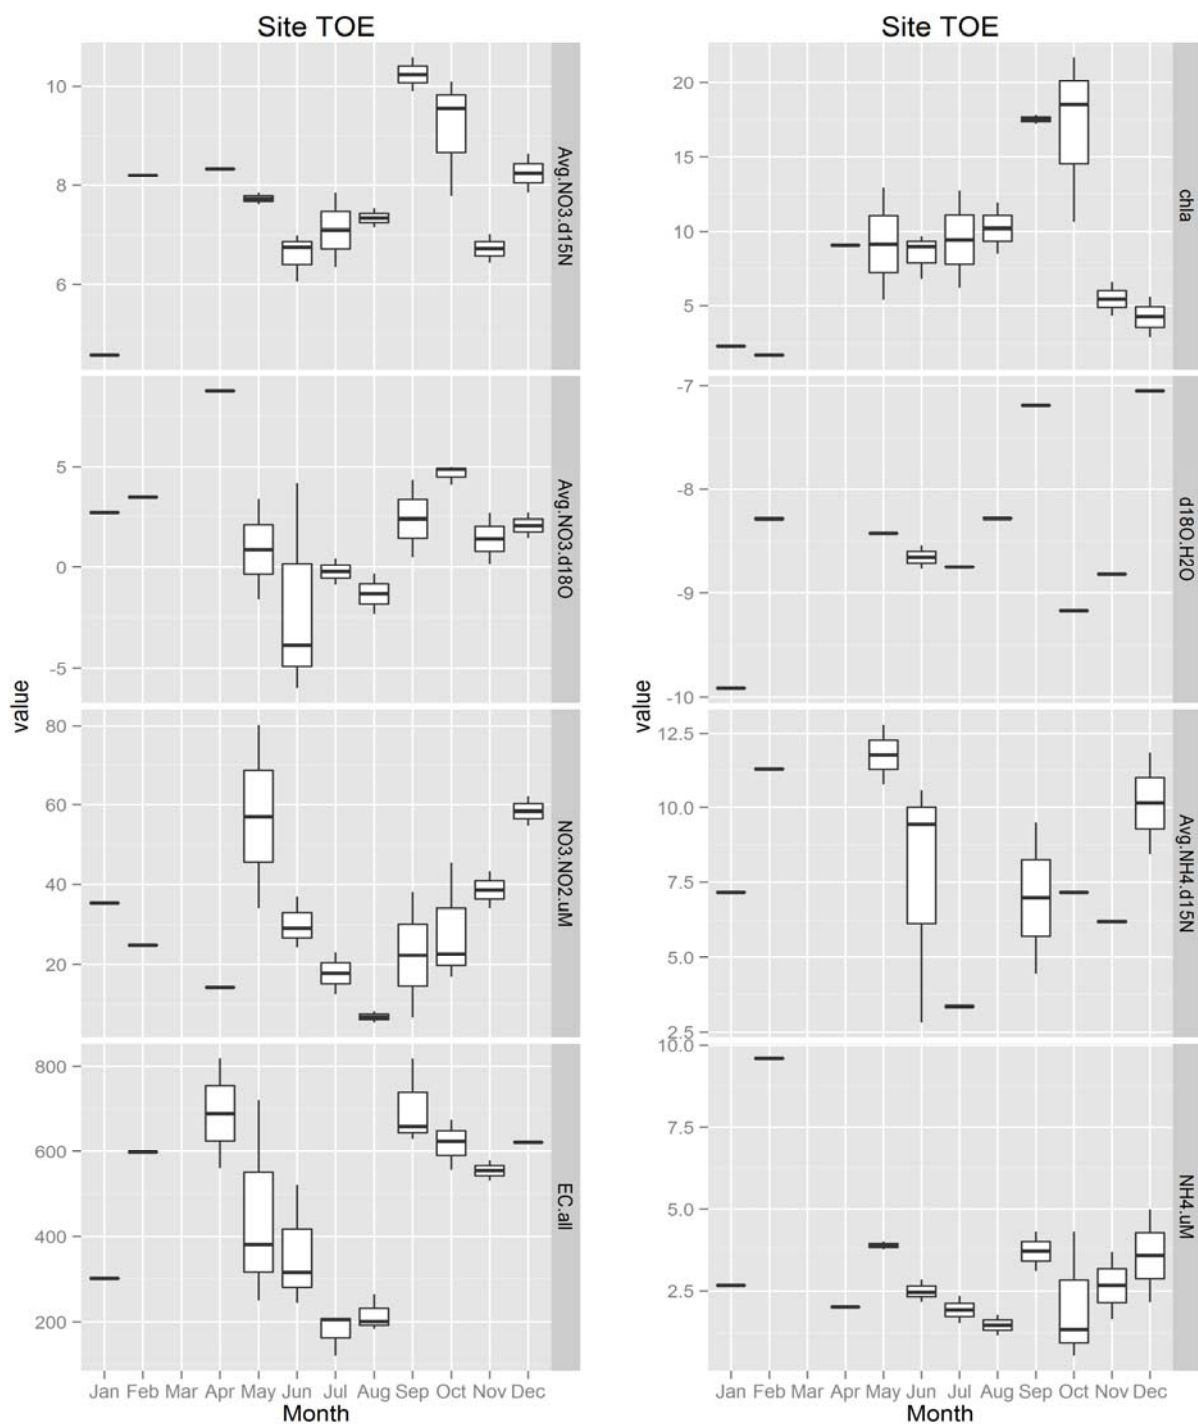 Site TOE
10
8
6
Avg.NO3.d15N
5
0
-5
Avg.NO3.d18O
80
60
40
20
NO3.NO2.uM
800
600
400
200
EC.all
value
Jan Feb Mar Apr May Jun Jul Aug Sep Oct Nov Dec
Month
Site TOE
20
15
10
5
chla
-7
-8
-9
-10
d18O.H2O
12.5
10.0
7.5
5.0
2.5
Avg.NH4.d15N
10.0
7.5
5.0
2.5
NH4.uM
value
Jan Feb Mar Apr May Jun Jul Aug Sep Oct Nov Dec
Month